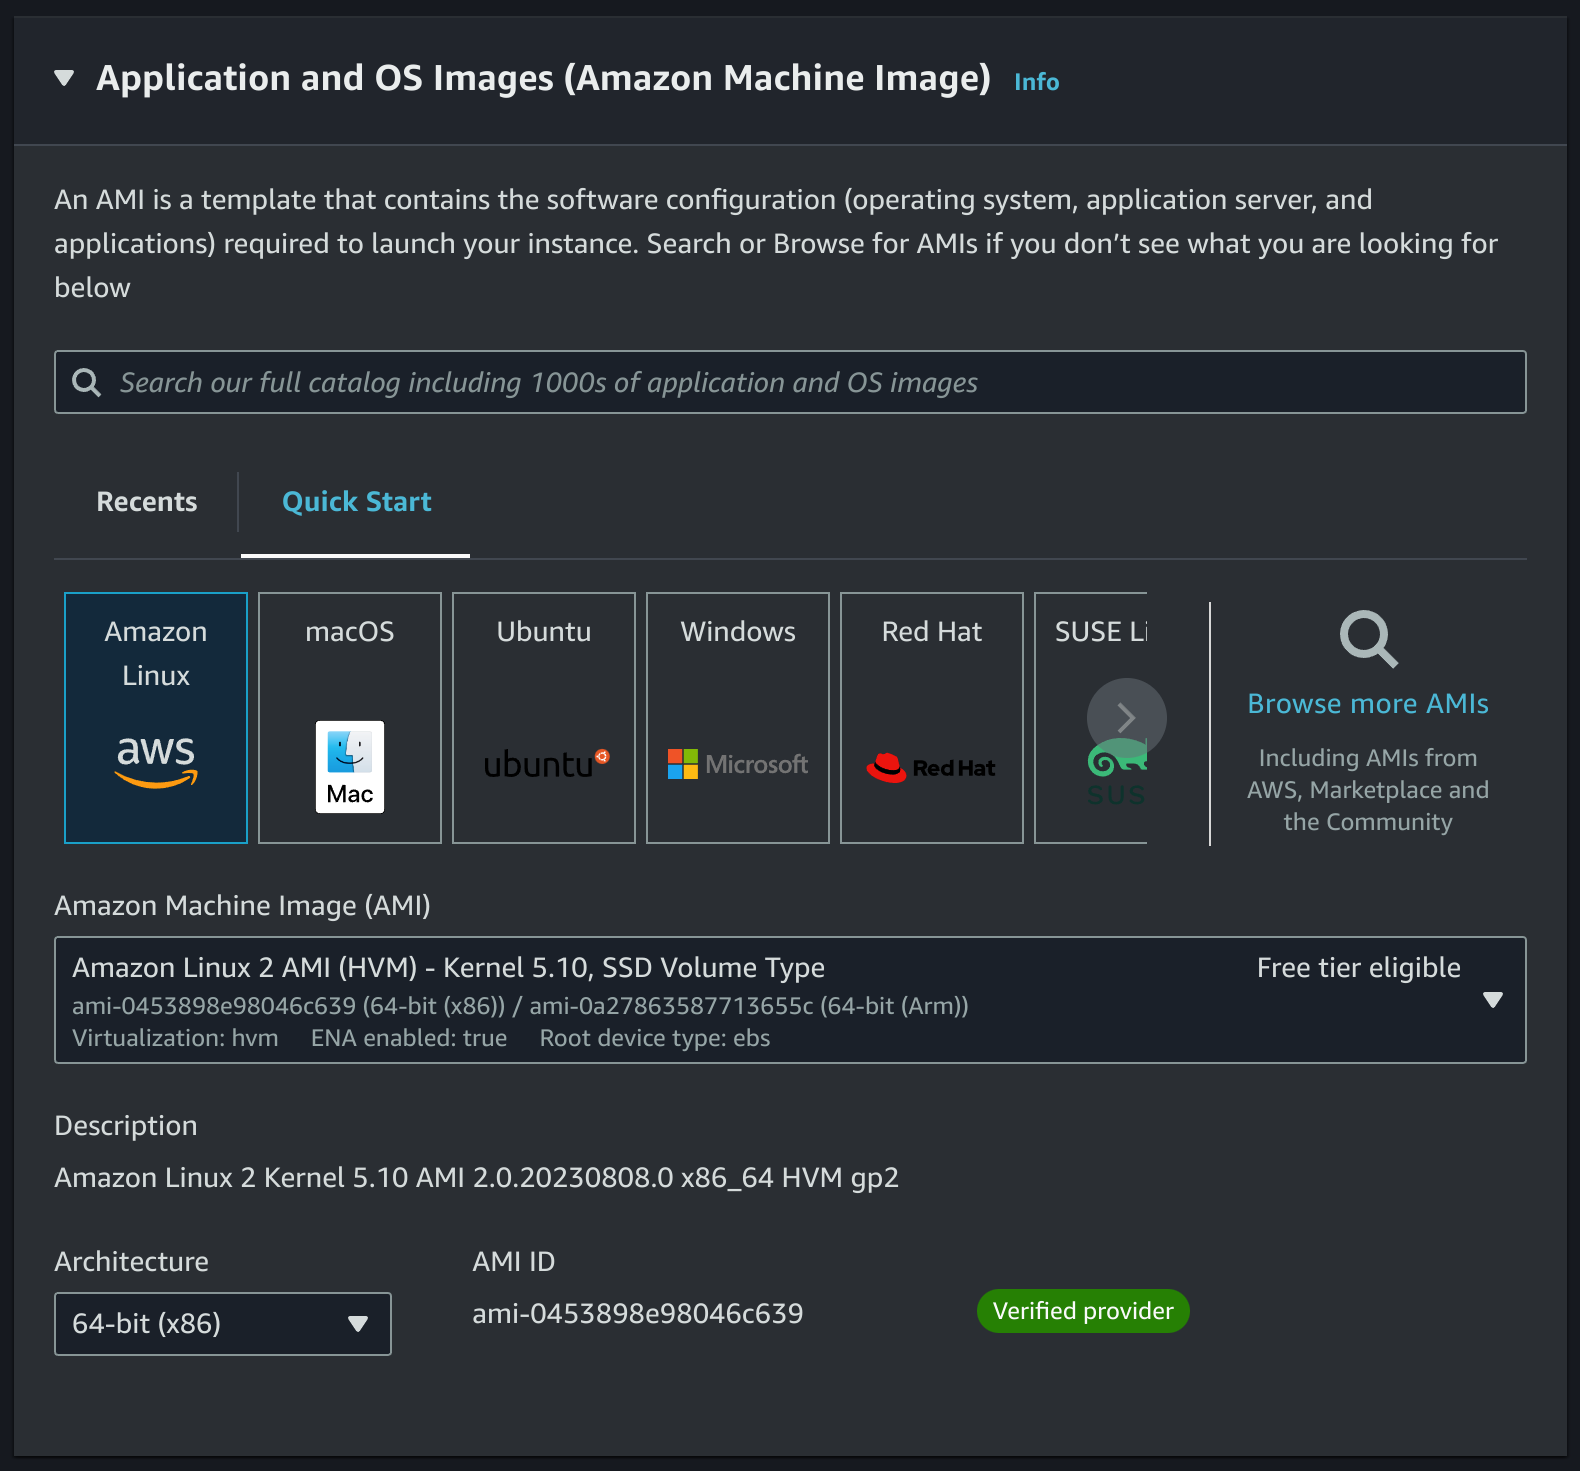 Application and OS Images (Amazon Machine Image) Info
An AMI is a template that contains the software configuration (operating system, application server, and
applications) required to launch your instance. Search or Browse for AMIs if you don’t see what you are looking for
below
Search our full catalog including 1000s of application and OS images
Recents
Quick Start
Amazon
Linux
aws
macOS
Mac
Ubuntu
ubuntu
Windows
Microsoft
Red Hat
Red Hat
SUSE Li
SUS
Browse more AMIs
Including AMIs from
AWS, Marketplace and
the Community
Amazon Machine Image (AMI)
Amazon Linux 2 AMI (HVM) - Kernel 5.10, SSD Volume Type
Free tier eligible
ami-0453898e98046c639 (64-bit (x86)) / ami-0a27863587713655c (64-bit (Arm))
Virtualization: hvm ENA enabled: true Root device type: ebs
Description
Amazon Linux 2 Kernel 5.10 AMI 2.0.20230808.0 x86_64 HVM gp2
Architecture
64-bit (x86)
AMI ID
ami-0453898e98046c639
Verified provider